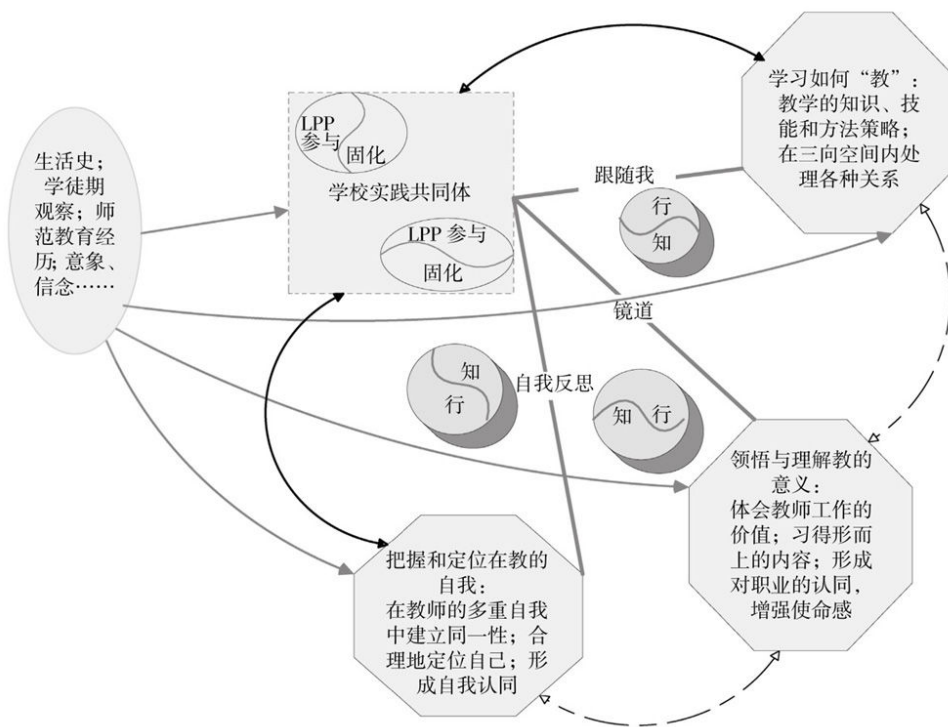 生活史；
学徒期
观察；师
范教育经
历；意象、
信念……
LPP
参与
固化
学校实践共同体
LPP 参与
固化
学习如何“教”：
教学的知识、技
能和方法策略；
在三向空间内处
理各种关系
跟随我
行
知
镜道
知
行
自我反思
知 行
领悟与理解教的
意义：
体会教师工作的
价值；习得形而
上的内容；形成
对职业的认同，
增强使命感
把握和定位在教的
自我：
在教师的多重自我
中建立同一性；合
理地定位自己；形
成自我认同